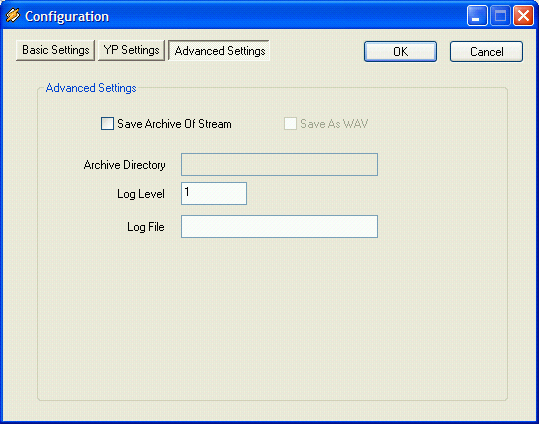 Configuration
Basic Settings YP Settings Advanced Settings OK Cancel
Advanced Settings
Save Archive Of Stream Save As WAV
Archive Directory
Log Level 1
Log File